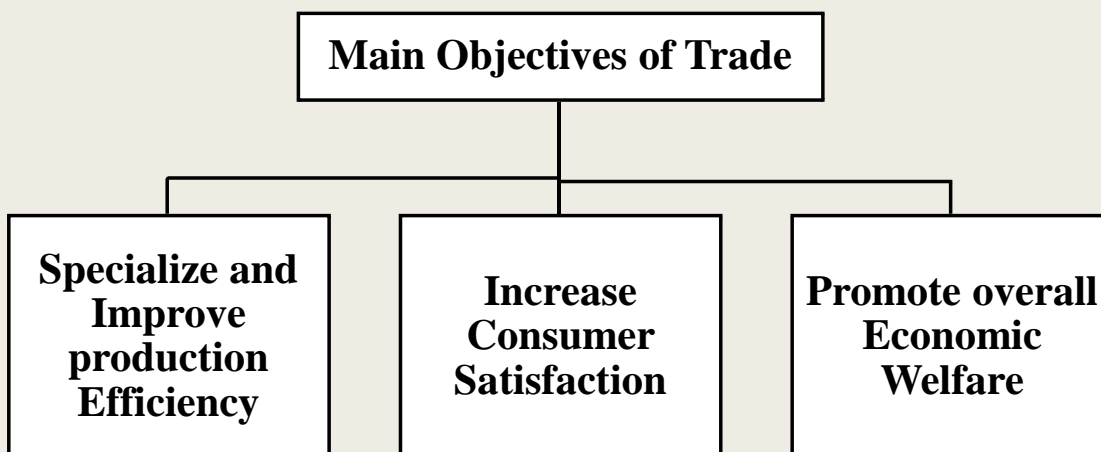 Main Objectives of Trade
Specialize and
Improve
production
Efficiency
Increase
Consumer
Satisfaction
Promote overall
Economic
Welfare